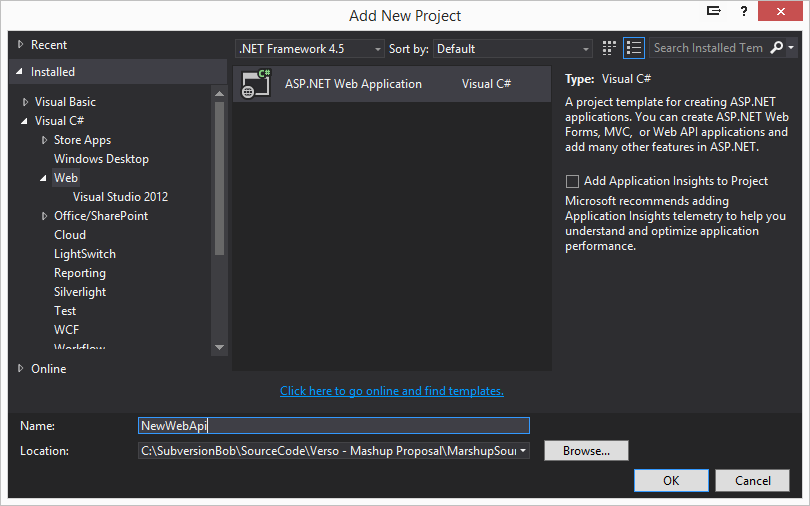 Add New Project
?
Recent
.NET Framework 4.5 Sort by: Default Search Installed Tem
Installed
Visual Basic
Visual C#
Store Apps
Windows Desktop
Web
Visual Studio 2012
Office/SharePoint
Cloud
LightSwitch
Reporting
Silverlight
Test
WCF
Workflow
Online
C#
ASP.NET Web Application Visual C#
Type: Visual C#
A project template for creating ASP.NET
applications. You can create ASP.NET Web
Forms, MVC, or Web API applications and
add many other features in ASP.NET.
Add Application Insights to Project
Microsoft recommends adding
Application Insights telemetry to help you
understand and optimize application
performance.
Click here to go online and find templates.
Name: NewWebApi
Location: C:\SubversionBob\SourceCode\Verso - Mashup Proposal\MarshupSour
Browse...
OK Cancel